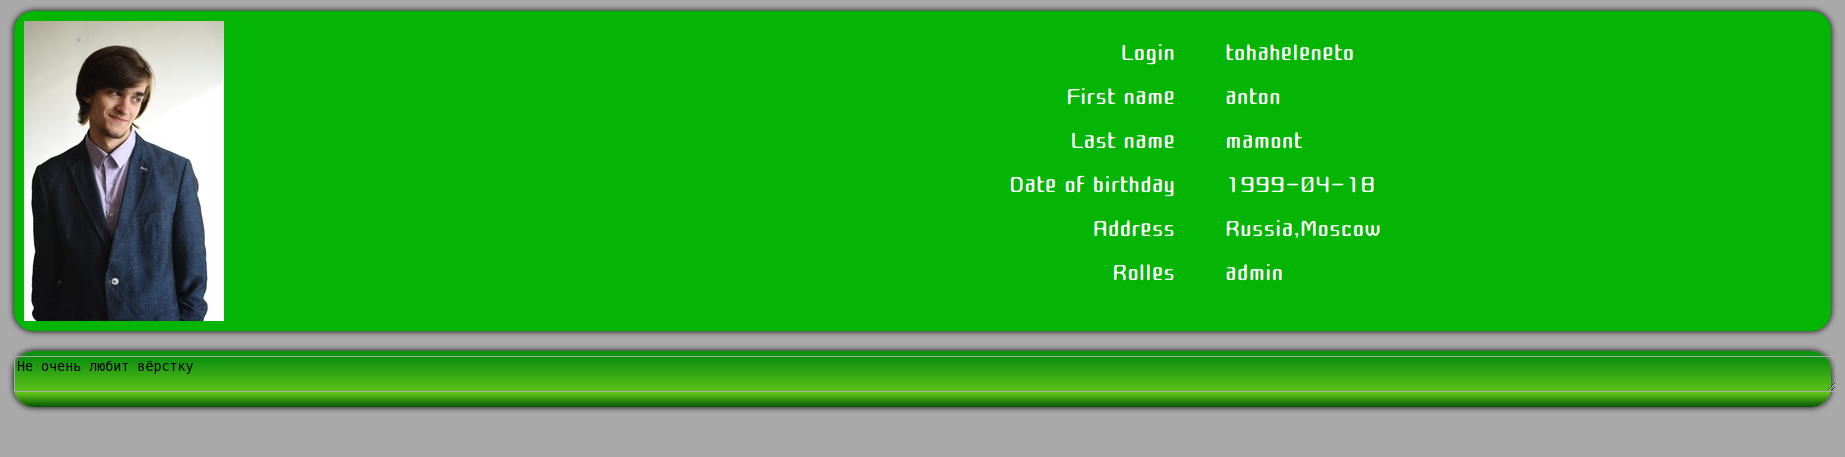 Login tohaheleneto
First name anton
Last name mamont
Date of birthday 1999-04-18
Address Russia,Moscow
Rolles admin
Не очень любит вёрстку